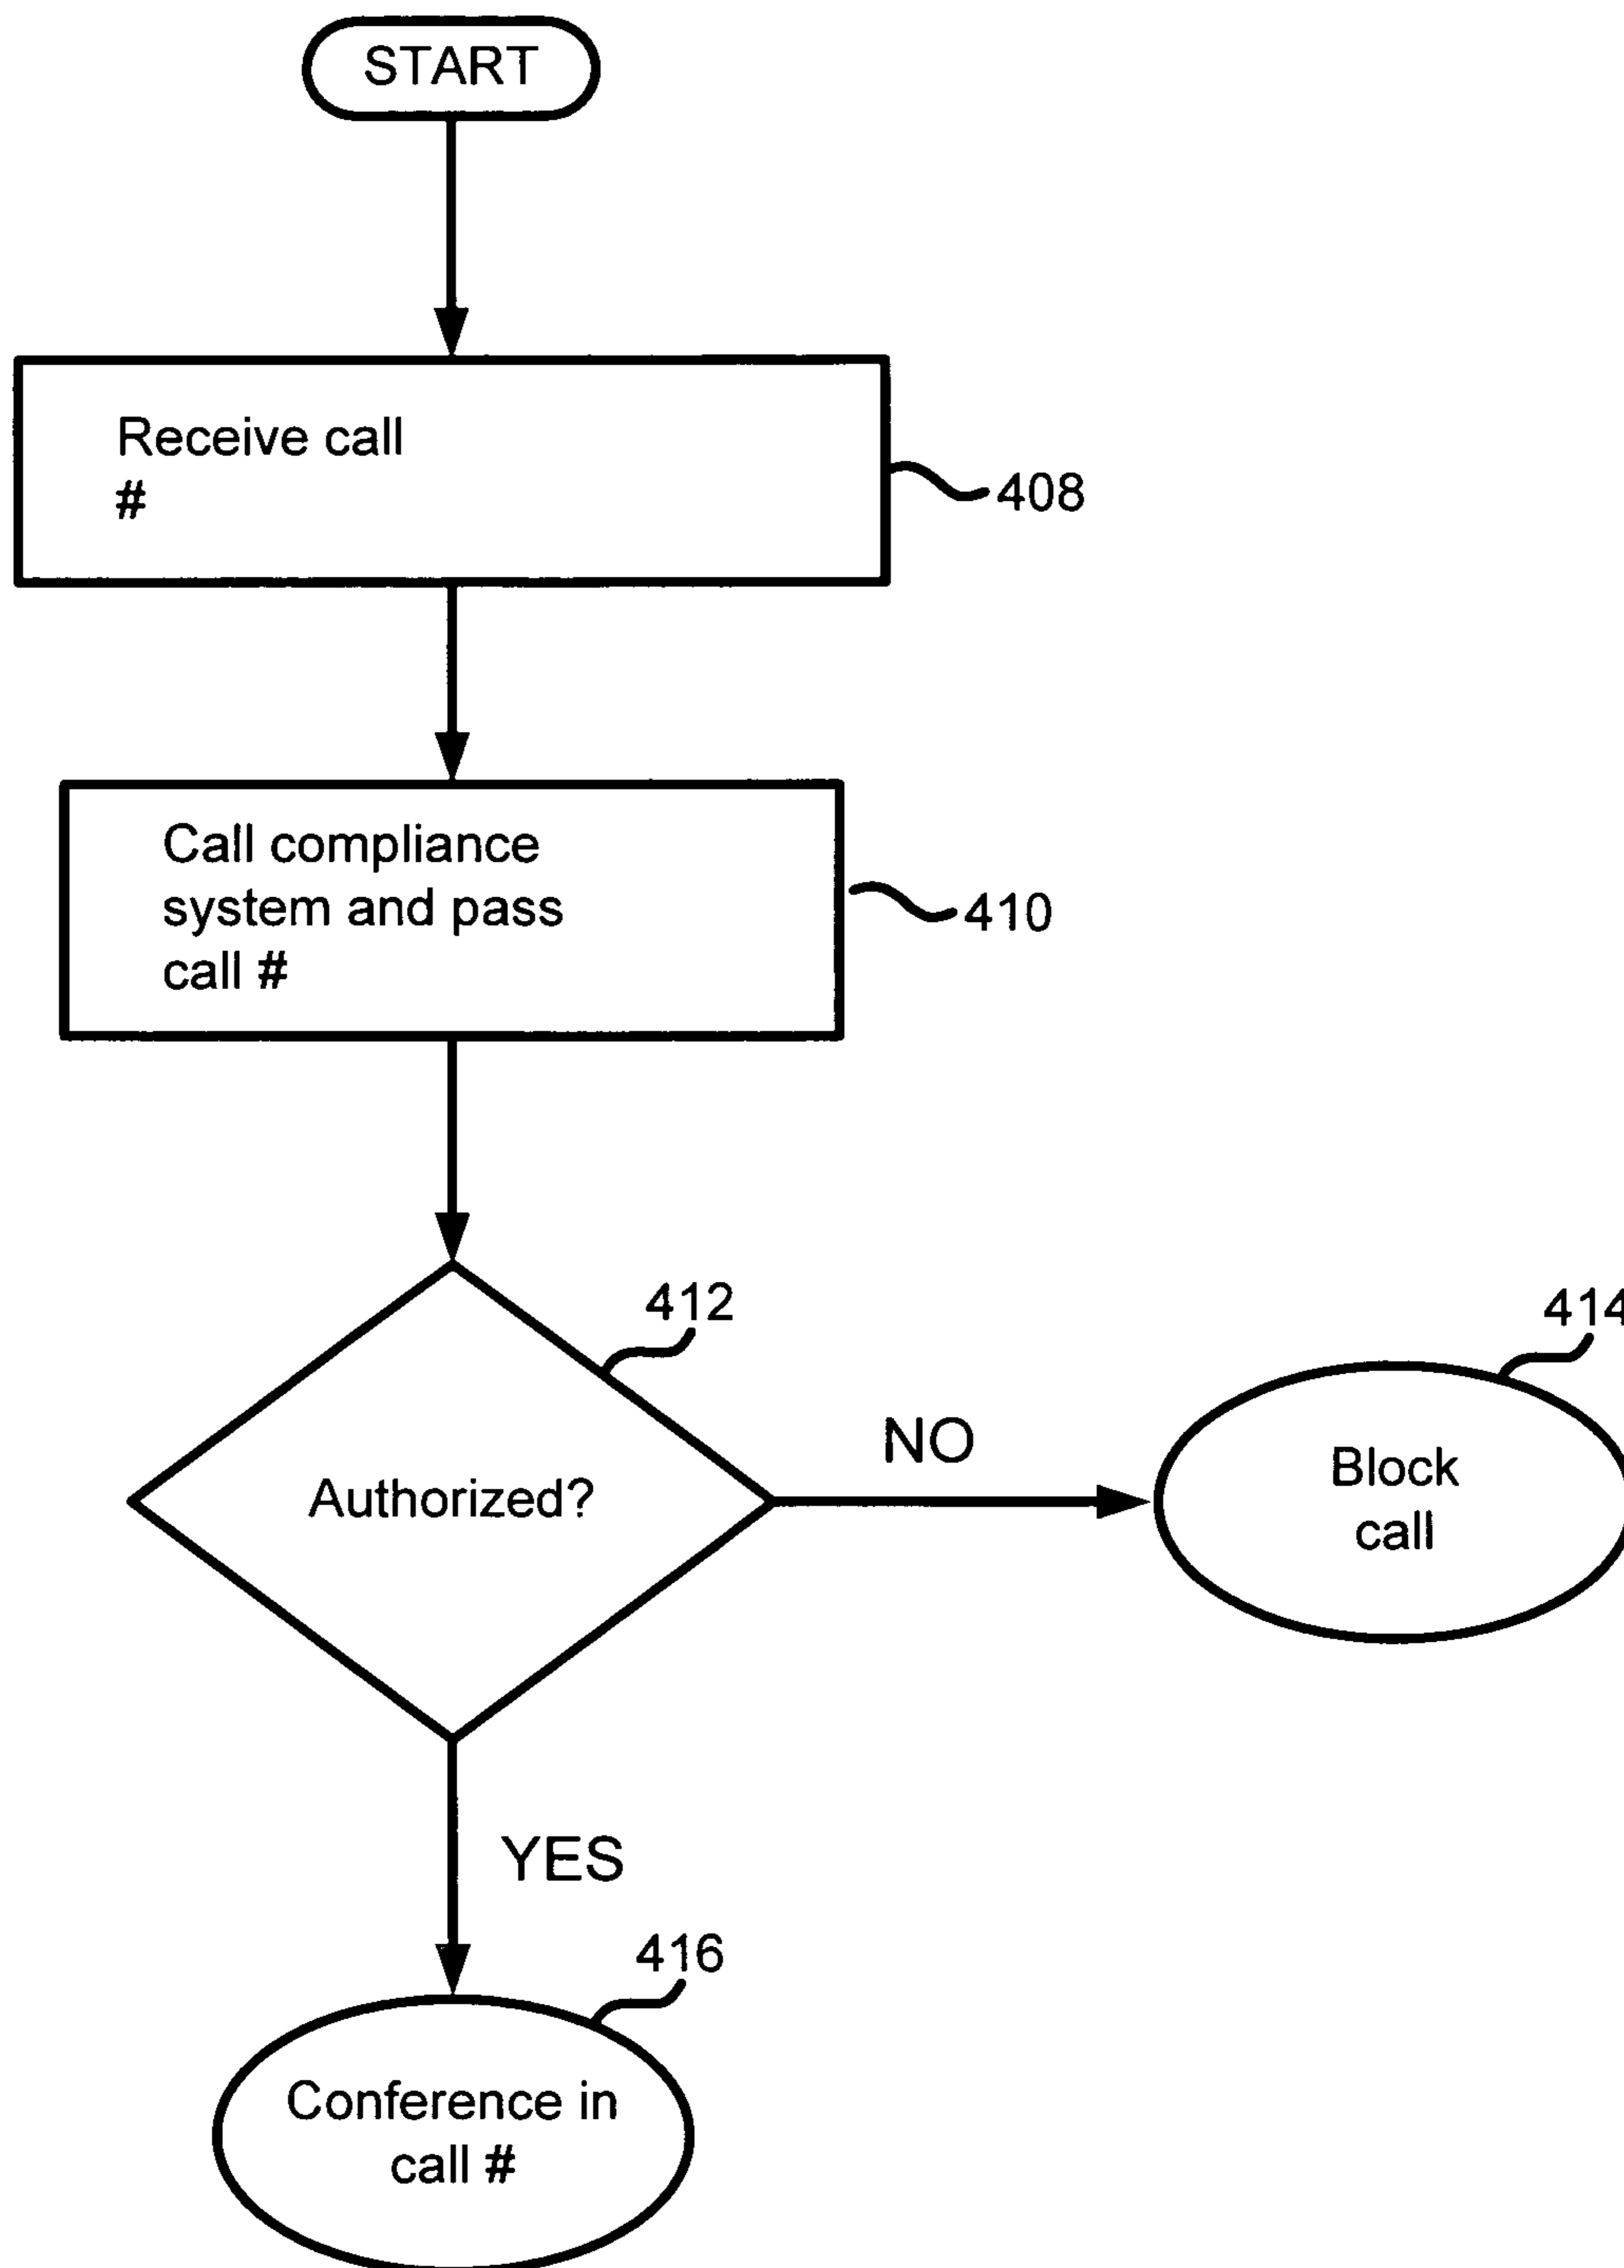 START
Receive call
#
408
Call compliance
system and pass
call #
410
412
414
NO
Authorized?
Block
call
YES
416
Conference in
call #